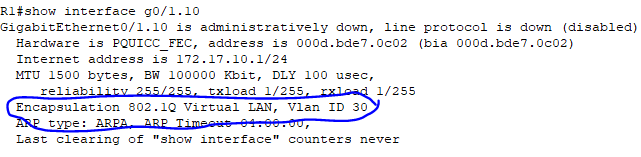 R1#show interface g0/1.10
GigabitEthernet0/1.10 is administratively down, line protocol is down (disabled)
Hardware is PQUICC_FEC, address is 000d.bde7.0c02 (bia 000d.bde7.0c02)
Internet address is 172.17.10.1/24
MTU 1500 bytes, BW 100000 Kbit, DLY 100 usec,
reliability 255/255, txload 1/255, rxload 1/255
Encapsulation 802.1Q Virtual LAN, Vlan ID 30
ARP type: ARPA, ARP Timeout 04:00:00,
Last clearing of "show interface" counters never